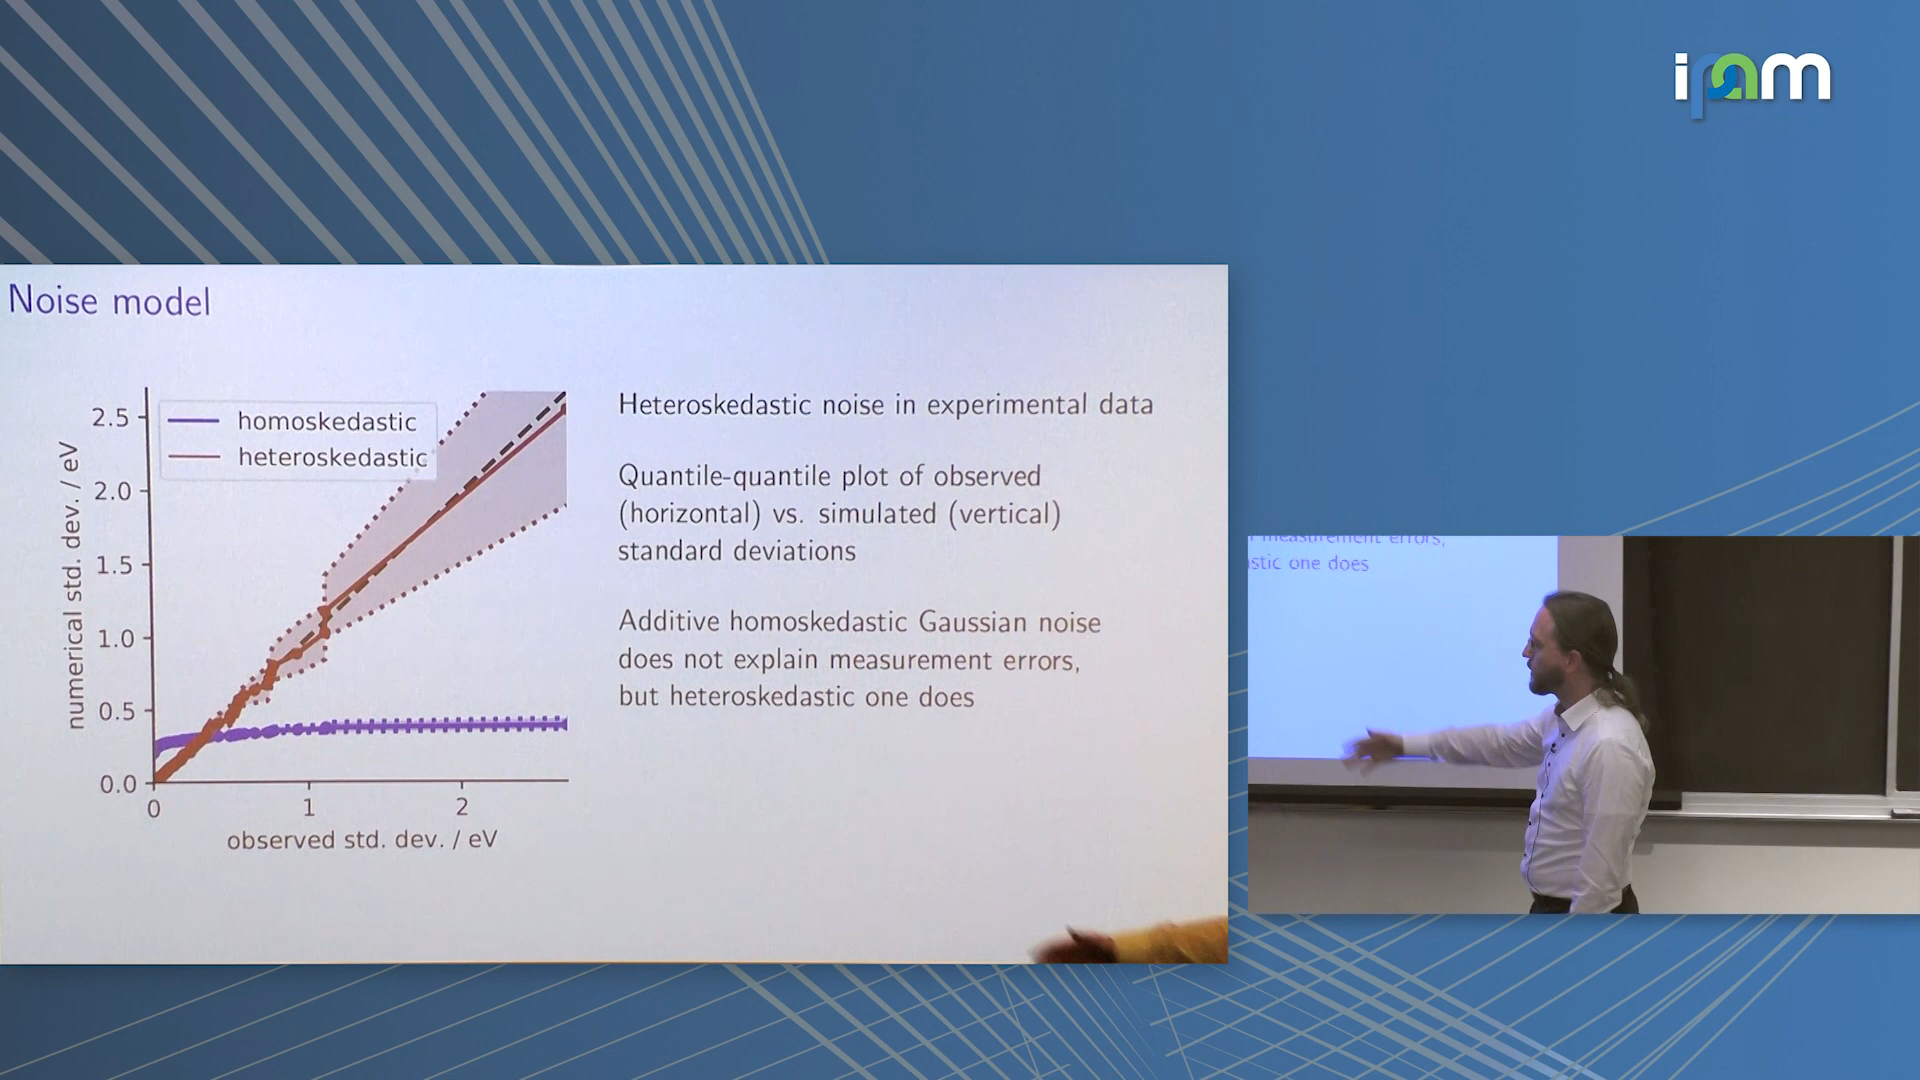 ipam
Noise model
homoskedastic
heteroskedastic
2.5
2.0
1.5
1.0
0.5
0.0
0
1
2
numerical std. dev. / eV
observed std. dev. / eV
Heteroskedastic noise in experimental data
Quantile-quantile plot of observed
(horizontal) vs. simulated (vertical)
standard deviations
Additive homoskedastic Gaussian noise
does not explain measurement errors,
but heteroskedastic one does
measurement errors,
stic one does